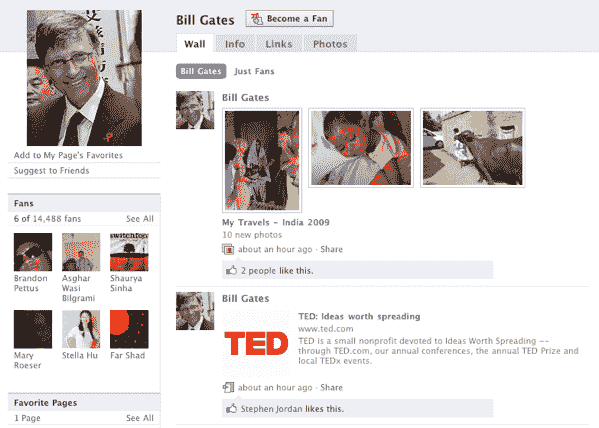 Bill Gates
Become a Fan
Wall
Info
Links
Photos
Bill Gates
Just Fans
Bill Gates
My Travels - India 2009
10 new photos
about an hour ago · Share
2 people like this.
Bill Gates
TED
TED: Ideas worth spreading
www.ted.com
TED is a small nonprofit devoted to Ideas Worth Spreading --
through TED.com, our annual conferences, the annual TED Prize and
local TEDx events.
about an hour ago · Share
Stephen Jordan likes this.
Add to My Page's Favorites
Suggest to Friends
Fans
6 of 14,488 fans
See All
switchfoo
Brandon
Pettus
Asghar
Wasi
Bilgrami
Shaurya
Sinha
Mary
Roeser
Stella Hu
Far Shad
Favorite Pages
1 Page
See All